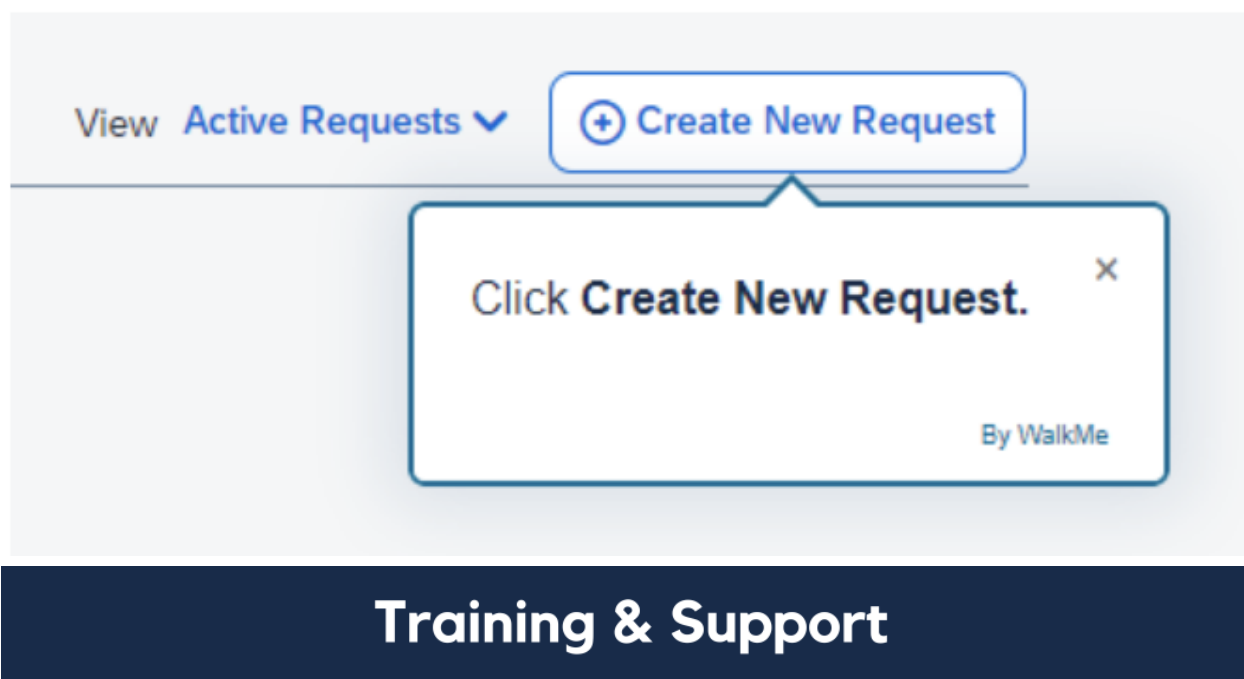 View Active Requests Create New Request
Click Create New Request.
By WalkMe
Training & Support